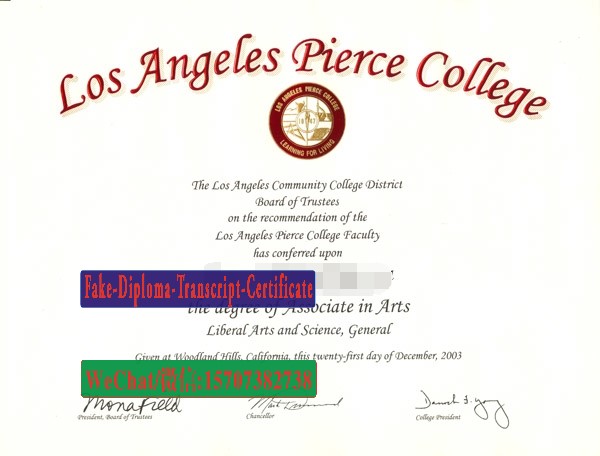 Los Angeles Pierce College
LOS ANGELES PIERCE COLLEGE
1947
LEARNING FOR LIVING
The Los Angeles Community College District
Board of Trustees
on the recommendation of the
Los Angeles Pierce College Faculty
has conferred upon
Fake-Diploma-Transcript-Certificate
the degree of Associate in Arts
Liberal Arts and Science, General
Given at Woodland Hills, California, this twenty-first day of December, 2003
WeChat/微信:15707382738
Mona Field
President, Board of Trustees
Chancellor
College President